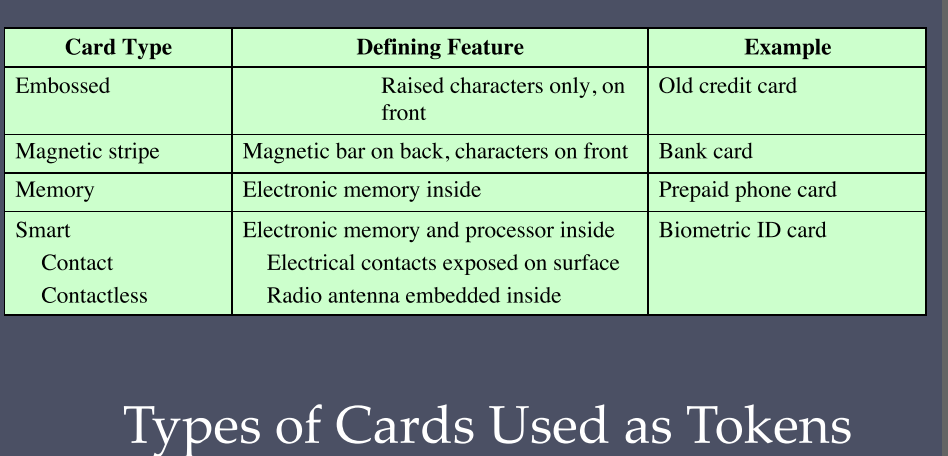 Card Type Defining Feature Example
Embossed Raised characters only, on Old credit card
front
Magnetic stripe Magnetic bar on back, characters on front Bank card
Memory Electronic memory inside Prepaid phone card
Smart Electronic memory and processor inside Biometric ID card
Contact Electrical contacts exposed on surface
Contactless Radio antenna embedded inside
Types of Cards Used as Tokens